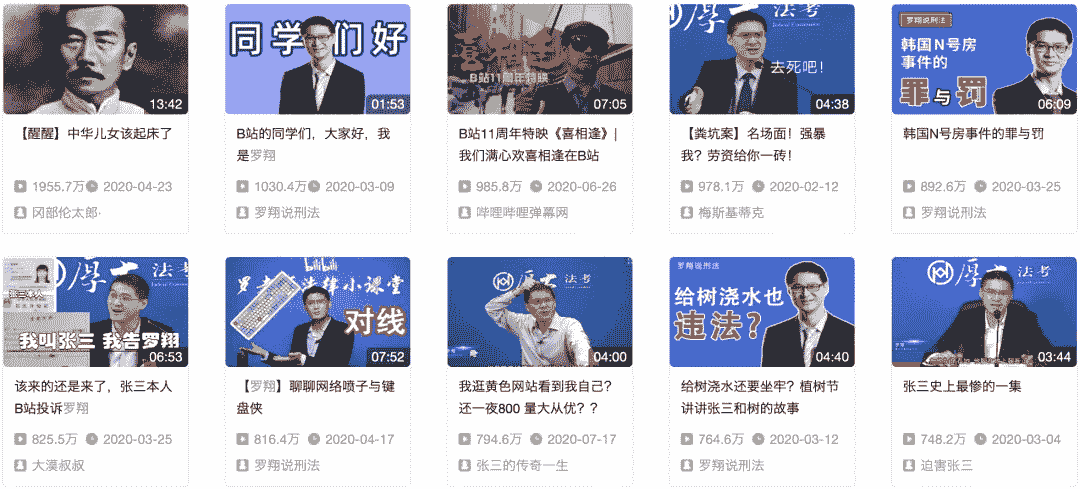 13:42
【醒醒】中华儿女该起床了
1955.7万 2020-04-23
冈部伦太郎·
同学们好
01:53
B站的同学们，大家好，我
是罗翔
1030.4万 2020-03-09
罗翔说刑法
B站11周年特映
07:05
B站11周年特映《喜相逢》|
我们满心欢喜相逢在B站
985.8万 2020-06-26
哔哩哔哩弹幕网
厚大法考
去死吧！
04:38
【粪坑案】名场面！强暴
我？劳资给你一砖！
978.1万 2020-02-12
梅斯基蒂克
罗翔说刑法
韩国N号房
事件的
罪与罚
06:09
韩国N号房事件的罪与罚
892.6万 2020-03-25
罗翔说刑法
厚大法考
张三本人
我叫张三 我告罗翔
06:53
该来的还是来了，张三本人
B站投诉罗翔
825.5万 2020-03-25
大漠叔叔
法律小课堂
对线
07:52
【罗翔】聊聊网络喷子与键
盘侠
816.4万 2020-04-17
罗翔说刑法
厚大法考
04:00
我逛黄色网站看到我自己？
还一夜800 量大从优？？
794.6万 2020-07-17
张三的传奇一生
罗翔说刑法
给树浇水也
违法？
04:40
给树浇水还要坐牢？植树节
讲讲张三和树的故事
764.6万 2020-03-12
罗翔说刑法
厚大法考
03:44
张三史上最惨的一集
748.2万 2020-03-04
迫害张三